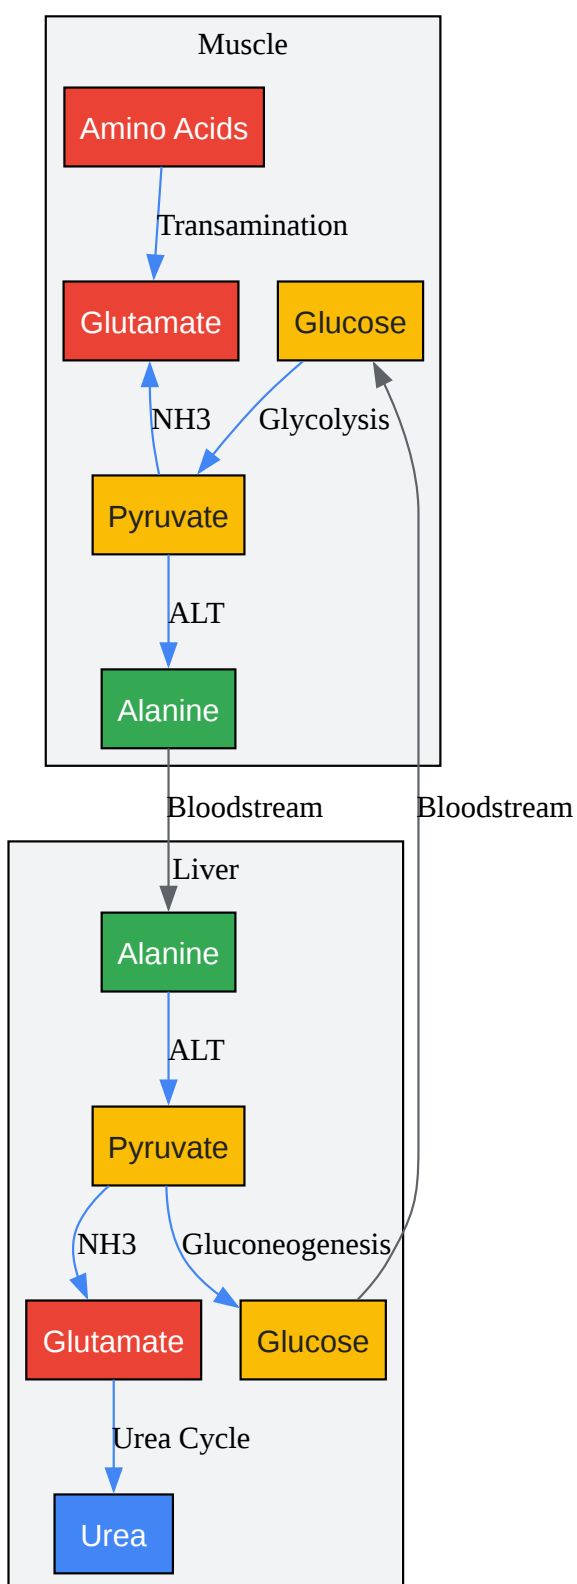 Muscle
Amino Acids
Transamination
Glutamate
Glucose
NH3
Glycolysis
Pyruvate
ALT
Alanine
Bloodstream
Bloodstream
Liver
Alanine
ALT
Pyruvate
NH3
Gluconeogenesis
Glutamate
Glucose
Urea Cycle
Urea